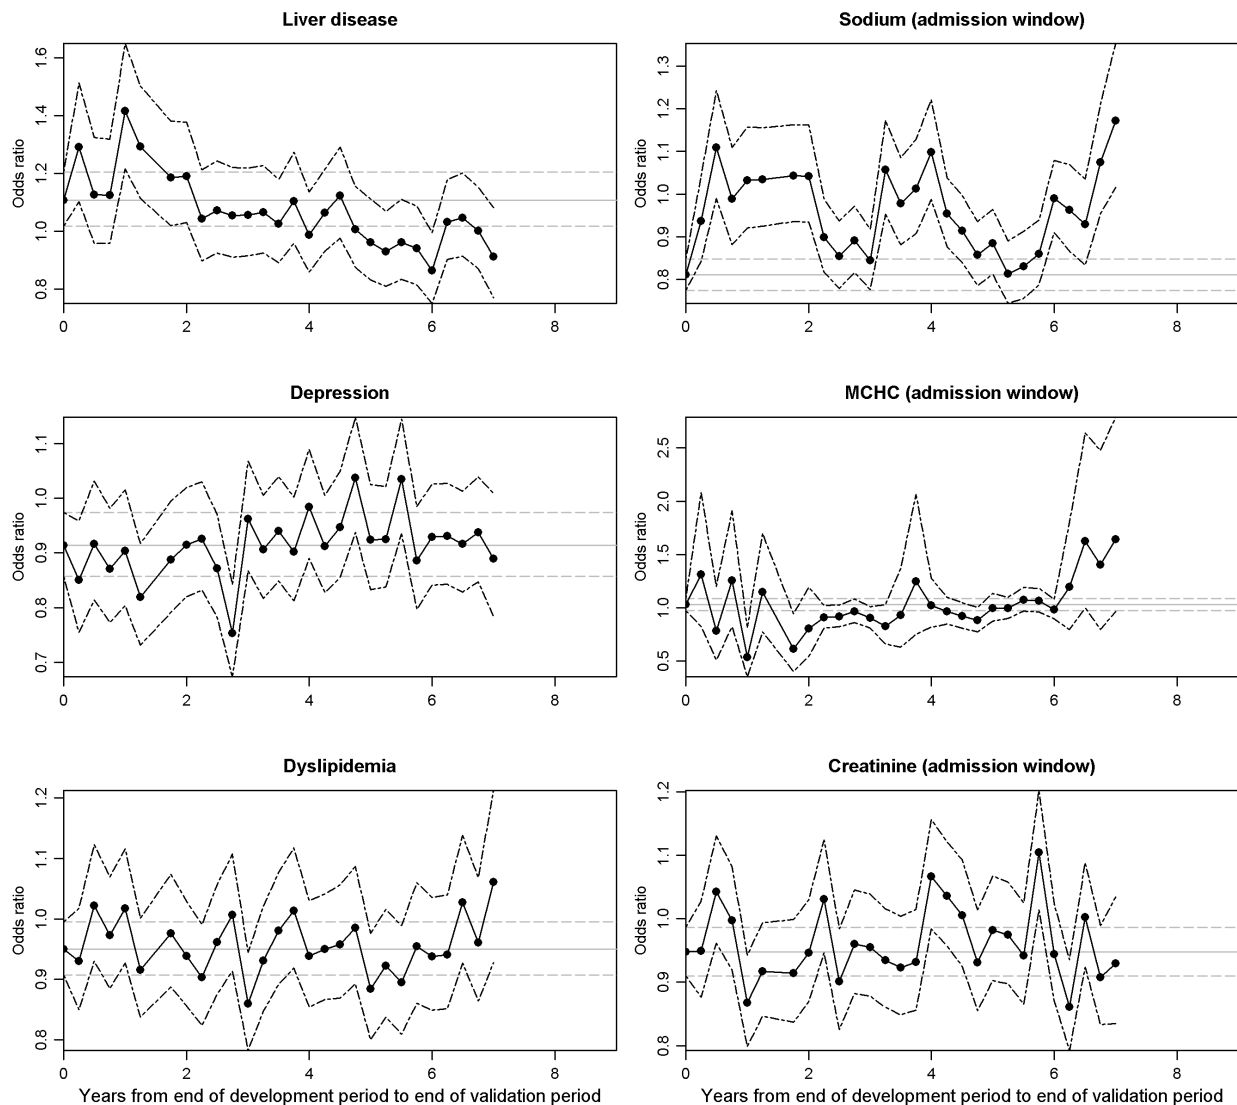 Liver disease
Odds ratio
0.8 1.0 1.2 1.4 1.6
0 2 4 6 8
Sodium (admission window)
Odds ratio
0.8 0.9 1.0 1.1 1.2 1.3
0 2 4 6 8
Depression
Odds ratio
0.7 0.8 0.9 1.0 1.1
0 2 4 6 8
MCHC (admission window)
Odds ratio
0.5 1.0 1.5 2.0 2.5
0 2 4 6 8
Dyslipidemia
Odds ratio
0.8 0.9 1.0 1.1 1.2
0 2 4 6 8
Years from end of development period to end of validation period
Creatinine (admission window)
Odds ratio
0.8 0.9 1.0 1.1 1.2
0 2 4 6 8
Years from end of development period to end of validation period